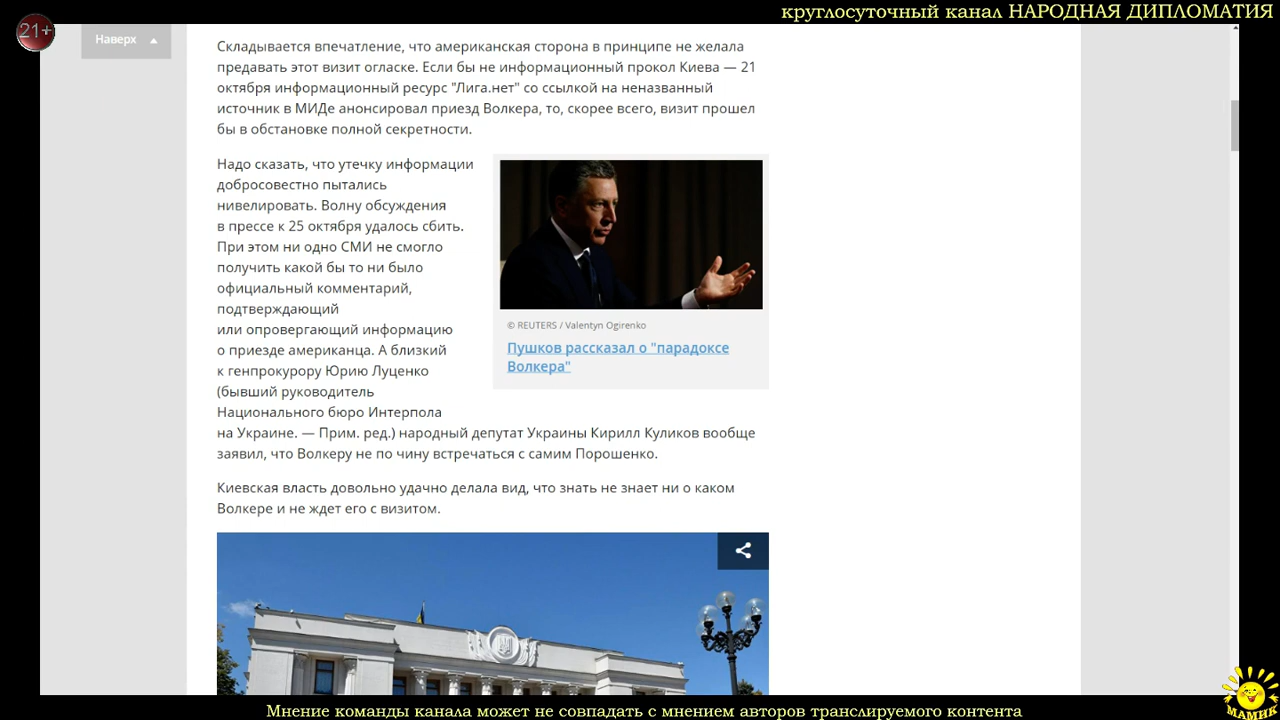 круглосуточный канал НАРОДНАЯ ДИПЛОМАТИЯ
21+
Наверх
Складывается впечатление, что американская сторона в принципе не желала
предавать этот визит огласке. Если бы не информационный прокол Киева — 21
октября информационный ресурс "Лига.нет" со ссылкой на неназванный
источник в МИДе анонсировал приезд Волкера, то, скорее всего, визит прошел
бы в обстановке полной секретности.
Надо сказать, что утечку информации
добросовестно пытались
нивелировать. Волну обсуждения
в прессе к 25 октября удалось сбить.
При этом ни одно СМИ не смогло
получить какой бы то ни было
официальный комментарий,
подтверждающий
или опровергающий информацию
о приезде американца. А близкий
к генпрокурору Юрию Луценко
(бывший руководитель
Национального бюро Интерпола
на Украине. — Прим. ред.) народный депутат Украины Кирилл Куликов вообще
заявил, что Волкеру не по чину встречаться с самим Порошенко.
© REUTERS / Valentyn Ogirenko
Пушков рассказал о "парадоксе
Волкера"
Киевская власть довольно удачно делала вид, что знать не знает ни о каком
Волкере и не ждет его с визитом.
МАМИК
Мнение команды канала может не совпадать с мнением авторов транслируемого контента